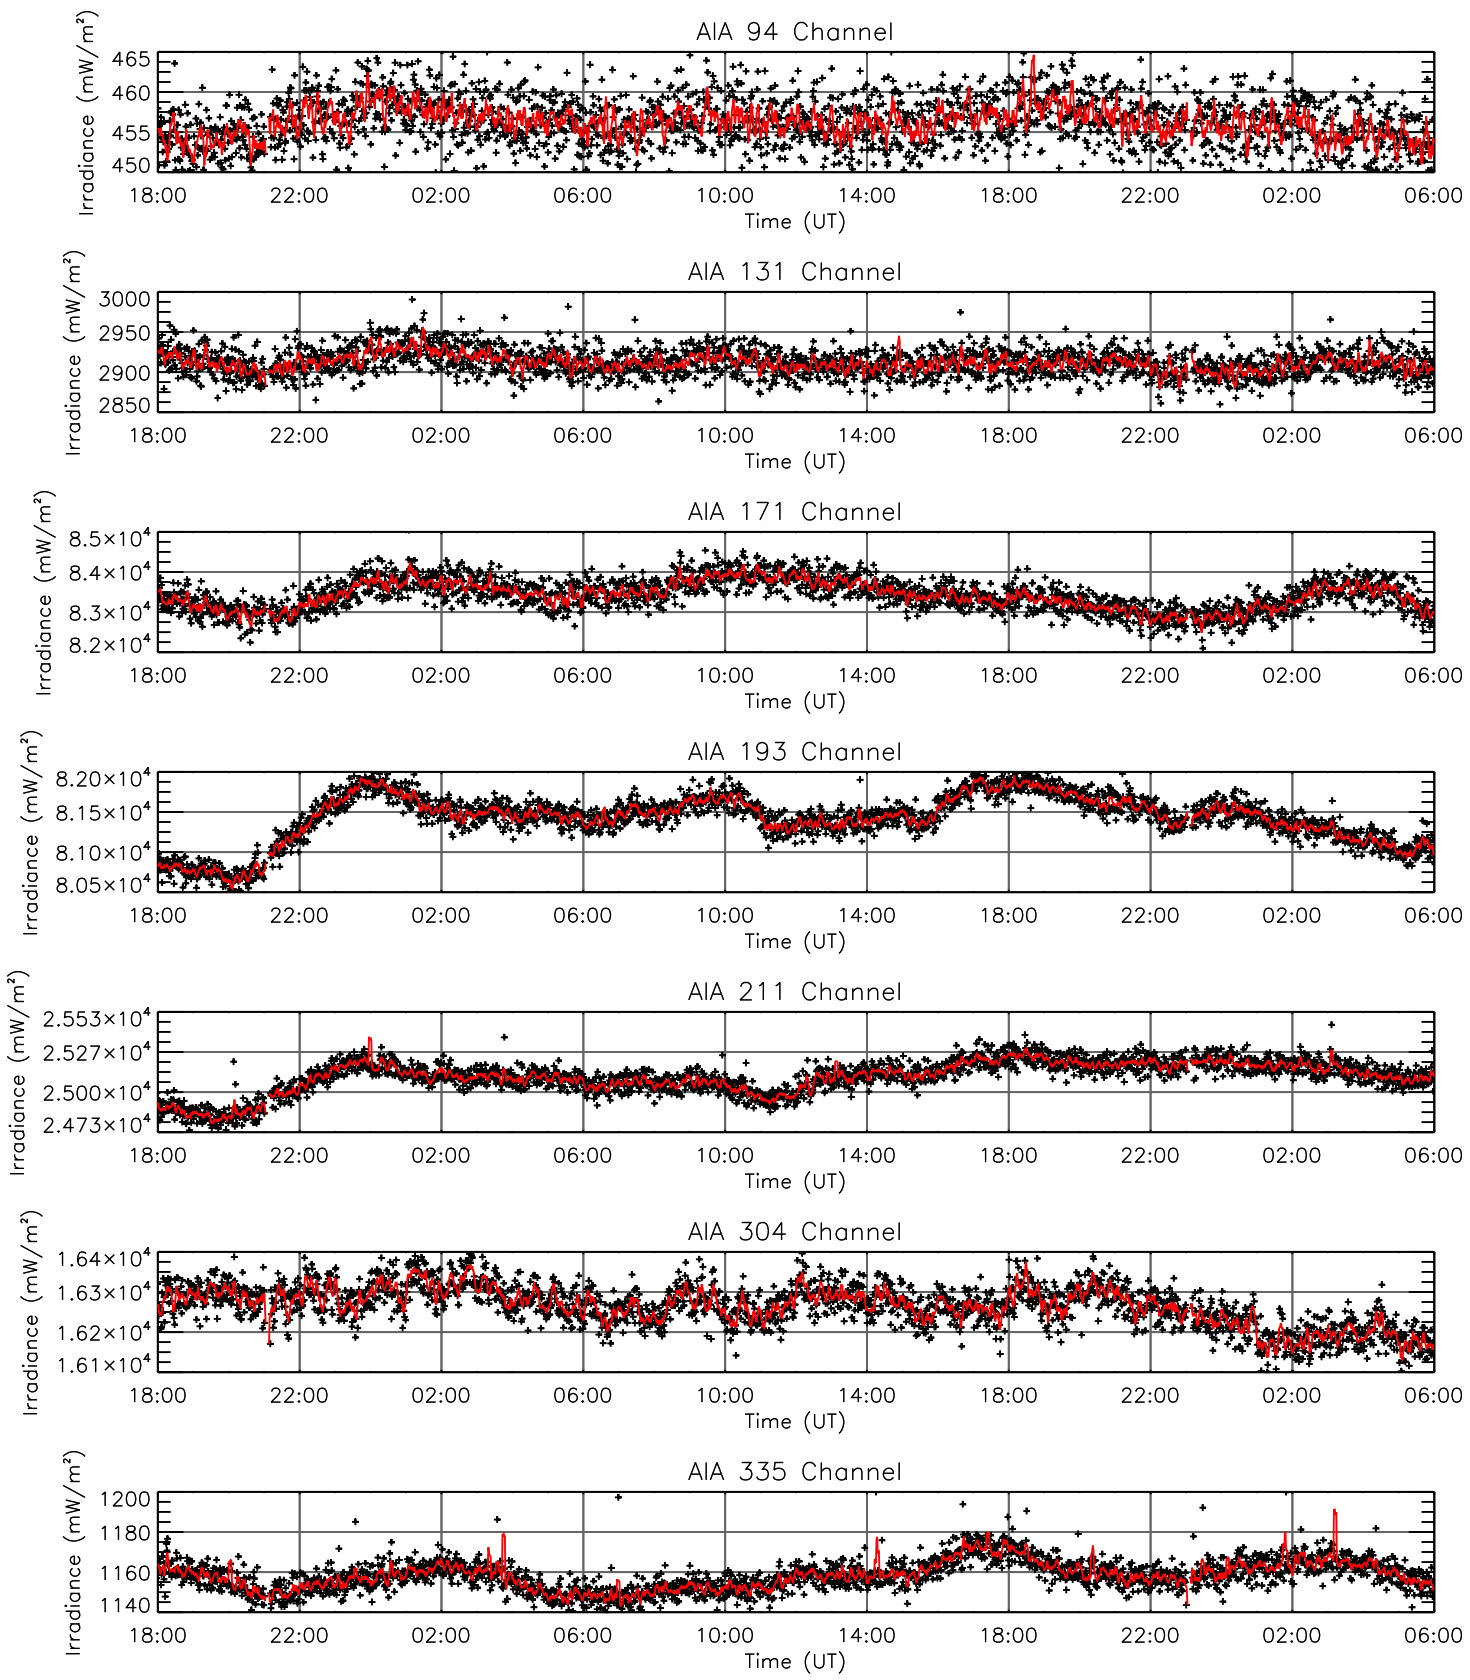 AIA 94 Channel
Irradiance (mW/m²)
465
460
455
450
18:00 22:00 02:00 06:00 10:00 14:00 18:00 22:00 02:00 06:00
Time (UT)
AIA 131 Channel
Irradiance (mW/m²)
3000
2950
2900
2850
18:00 22:00 02:00 06:00 10:00 14:00 18:00 22:00 02:00 06:00
Time (UT)
AIA 171 Channel
Irradiance (mW/m²)
8.5×10⁴
8.4×10⁴
8.3×10⁴
8.2×10⁴
18:00 22:00 02:00 06:00 10:00 14:00 18:00 22:00 02:00 06:00
Time (UT)
AIA 193 Channel
Irradiance (mW/m²)
8.20×10⁴
8.15×10⁴
8.10×10⁴
8.05×10⁴
18:00 22:00 02:00 06:00 10:00 14:00 18:00 22:00 02:00 06:00
Time (UT)
AIA 211 Channel
Irradiance (mW/m²)
2.553×10⁴
2.527×10⁴
2.500×10⁴
2.473×10⁴
18:00 22:00 02:00 06:00 10:00 14:00 18:00 22:00 02:00 06:00
Time (UT)
AIA 304 Channel
Irradiance (mW/m²)
1.64×10⁴
1.63×10⁴
1.62×10⁴
1.61×10⁴
18:00 22:00 02:00 06:00 10:00 14:00 18:00 22:00 02:00 06:00
Time (UT)
AIA 335 Channel
Irradiance (mW/m²)
1200
1180
1160
1140
18:00 22:00 02:00 06:00 10:00 14:00 18:00 22:00 02:00 06:00
Time (UT)